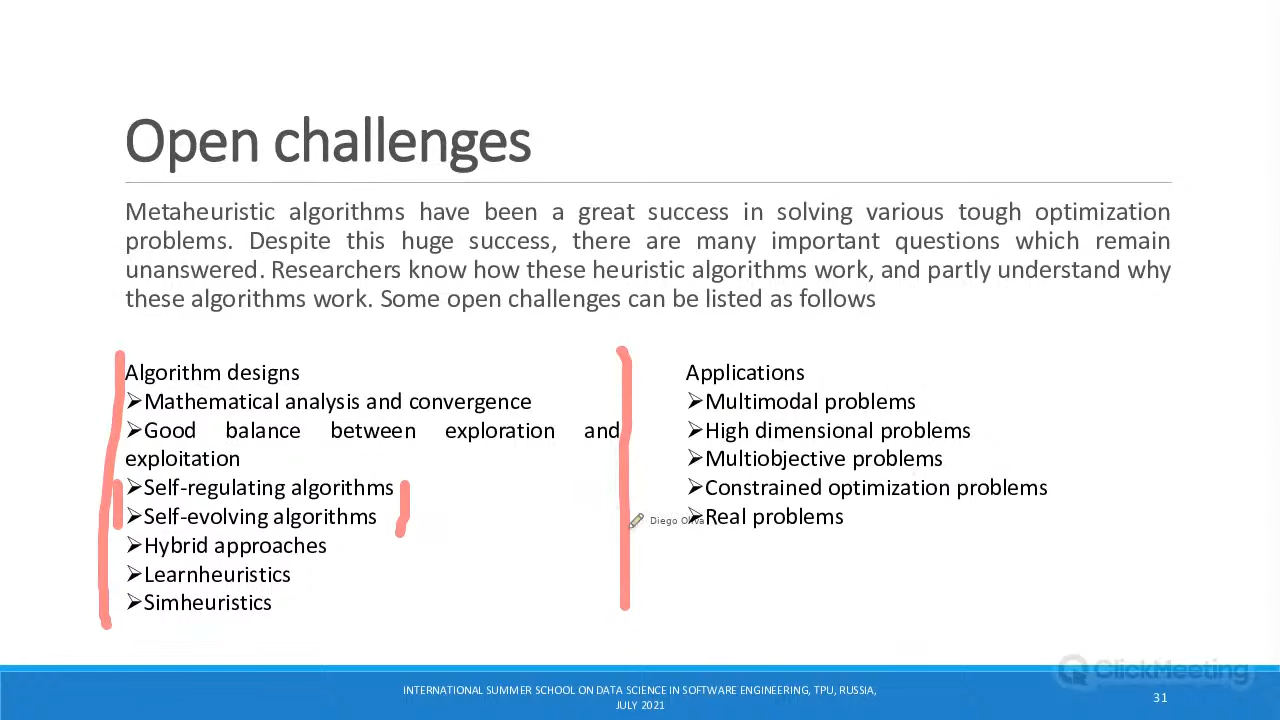 Open challenges
Metaheuristic algorithms have been a great success in solving various tough optimization
problems. Despite this huge success, there are many important questions which remain
unanswered. Researchers know how these heuristic algorithms work, and partly understand why
these algorithms work. Some open challenges can be listed as follows
Algorithm designs
➢Mathematical analysis and convergence
➢Good balance between exploration and
exploitation
➢Self-regulating algorithms
➢Self-evolving algorithms
➢Hybrid approaches
➢Learnheuristics
➢Simheuristics
Applications
➢Multimodal problems
➢High dimensional problems
➢Multiobjective problems
➢Constrained optimization problems
➢Real problems
Diego Oliva
ClickMeeting
INTERNATIONAL SUMMER SCHOOL ON DATA SCIENCE IN SOFTWARE ENGINEERING, TPU, RUSSIA,
JULY 2021
31